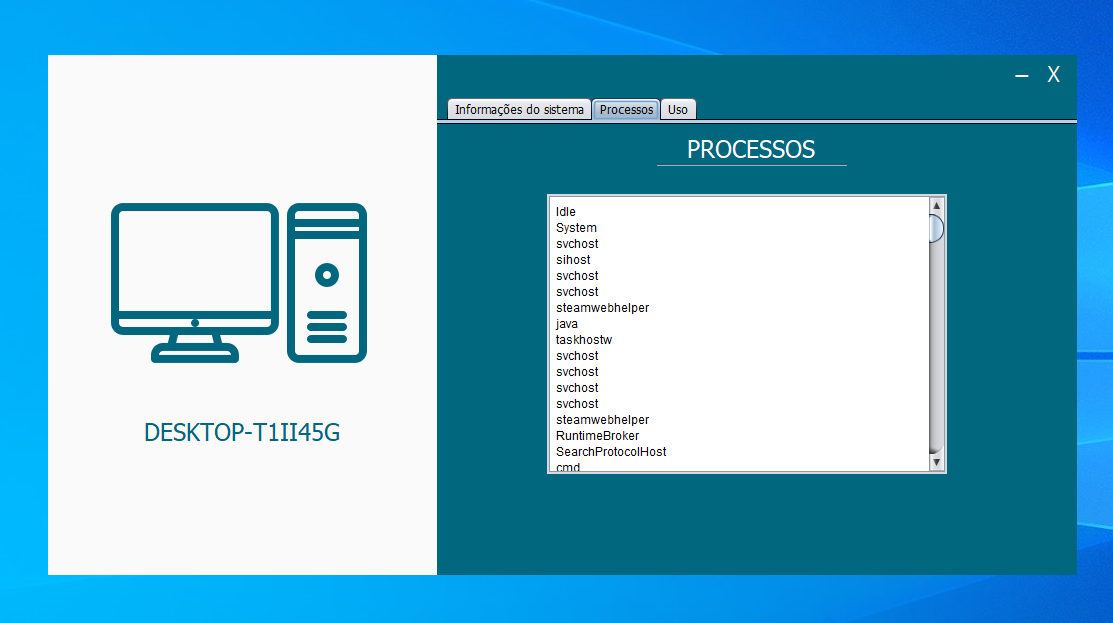 – X
Informações do sistema Processos Uso
PROCESSOS
Idle
System
svchost
sihost
svchost
svchost
steamwebhelper
java
taskhostw
svchost
svchost
svchost
svchost
steamwebhelper
RuntimeBroker
SearchProtocolHost
cmd
DESKTOP-T1II45G